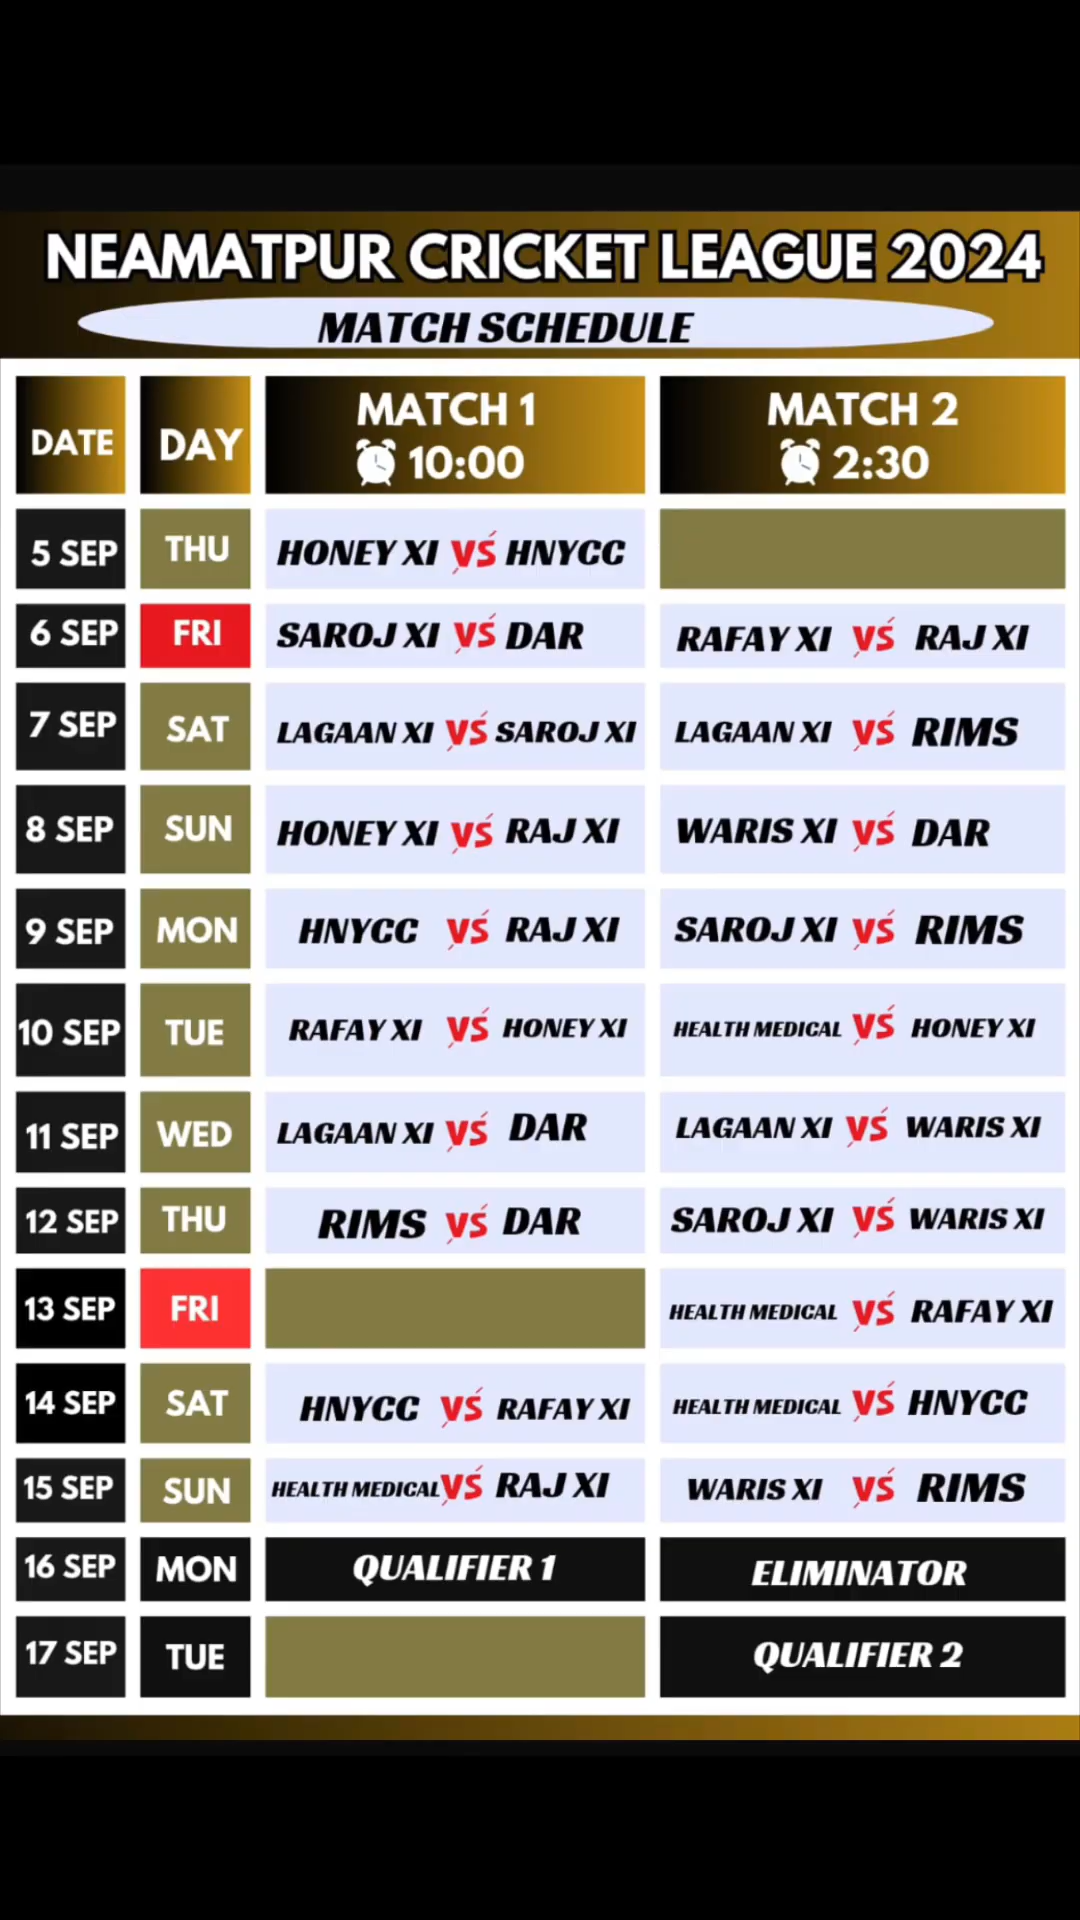 NEAMATPUR CRICKET LEAGUE 2024
MATCH SCHEDULE
DATE DAY MATCH 1 10:00 MATCH 2 2:30
5 SEP THU HONEY XI VS HNYCC
6 SEP FRI SAROJ XI VS DAR RAFAY XI VS RAJ XI
7 SEP SAT LAGAAN XI VS SAROJ XI LAGAAN XI VS RIMS
8 SEP SUN HONEY XI VS RAJ XI WARIS XI VS DAR
9 SEP MON HNYCC VS RAJ XI SAROJ XI VS RIMS
10 SEP TUE RAFAY XI VS HONEY XI HEALTH MEDICAL VS HONEY XI
11 SEP WED LAGAAN XI VS DAR LAGAAN XI VS WARIS XI
12 SEP THU RIMS VS DAR SAROJ XI VS WARIS XI
13 SEP FRI HEALTH MEDICAL VS RAFAY XI
14 SEP SAT HNYCC VS RAFAY XI HEALTH MEDICAL VS HNYCC
15 SEP SUN HEALTH MEDICAL VS RAJ XI WARIS XI VS RIMS
16 SEP MON QUALIFIER 1 ELIMINATOR
17 SEP TUE QUALIFIER 2